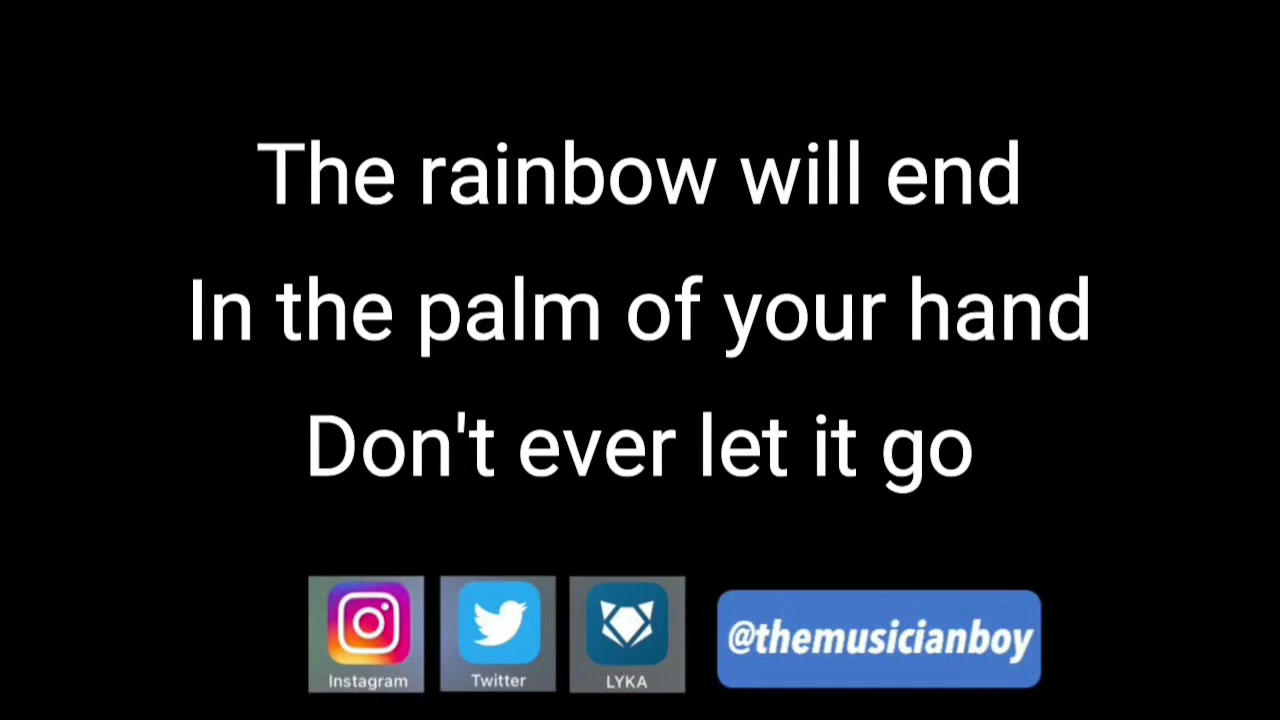 The rainbow will end
In the palm of your hand
Don't ever let it go
Instagram
Twitter
LYKA
@themusicianboy